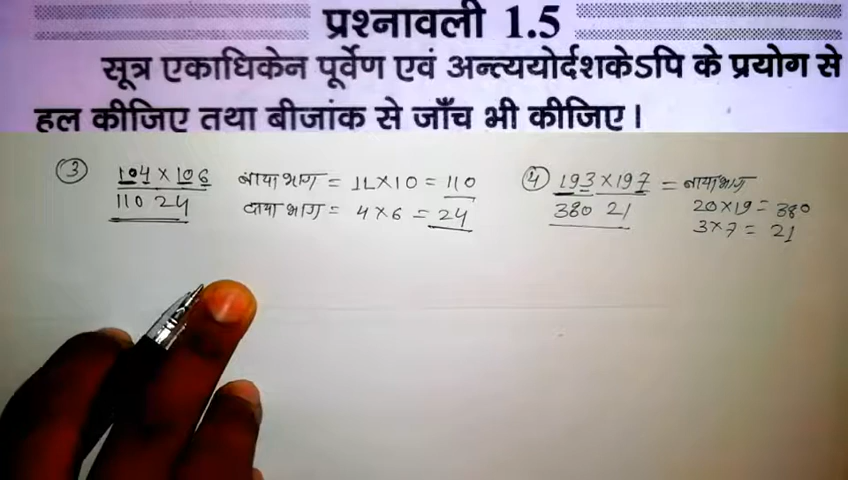 प्रश्नावली 1.5
सूत्र एकाधिकेन पूर्वेण एवं अन्त्ययोर्दशकेऽपि के प्रयोग से
हल कीजिए तथा बीजांक से जाँच भी कीजिए।
③ 104 × 106 बाया भाग = 11×10 = 110
110 24 दाया भाग = 4×6 = 24
④ 193 × 197 = बाया भाग
380 21 20×19 = 380
3×7 = 21